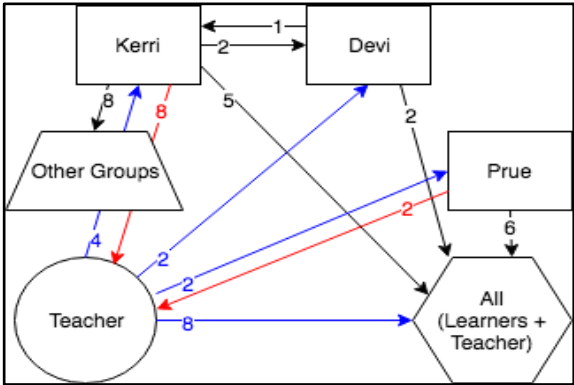 1
Kerri
2
Devi
8
8
5
2
Other Groups
Prue
2
6
4
2
2
Teacher
8
All
(Learners +
Teacher)